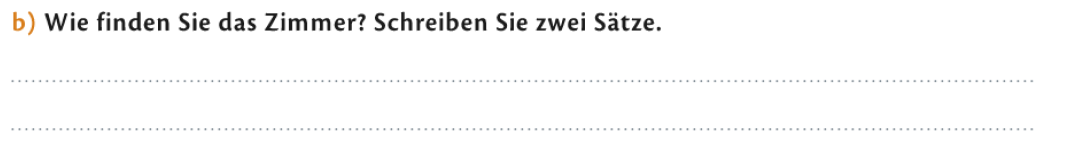 b) Wie finden Sie das Zimmer? Schreiben Sie zwei Sätze.